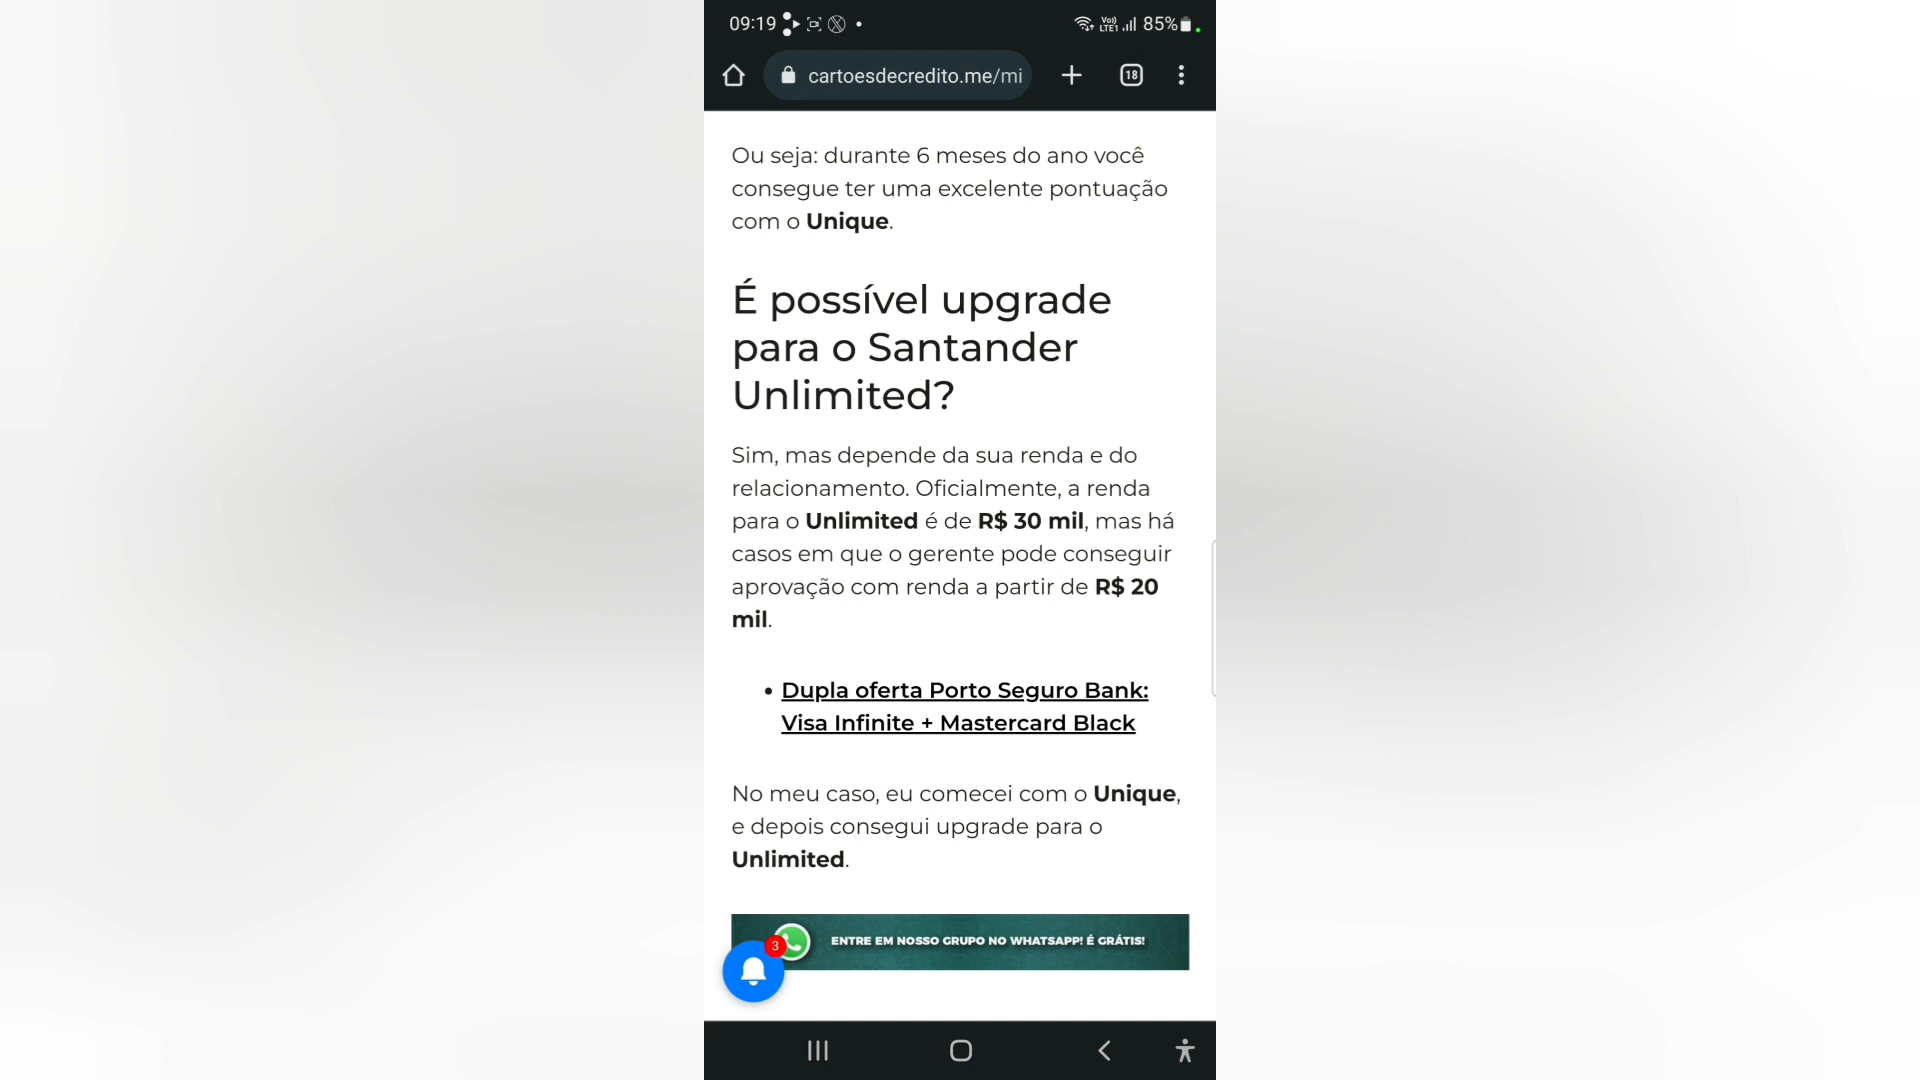 09:19
Vo))
LTE1
85%
cartoesdecredito.me/mi
18
Ou seja: durante 6 meses do ano você
consegue ter uma excelente pontuação
com o Unique.
É possível upgrade
para o Santander
Unlimited?
Sim, mas depende da sua renda e do
relacionamento. Oficialmente, a renda
para o Unlimited é de R$ 30 mil, mas há
casos em que o gerente pode conseguir
aprovação com renda a partir de R$ 20
mil.
• Dupla oferta Porto Seguro Bank:
Visa Infinite + Mastercard Black
No meu caso, eu comecei com o Unique,
e depois consegui upgrade para o
Unlimited.
ENTRE EM NOSSO GRUPO NO WHATSAPP! É GRÁTIS!
3